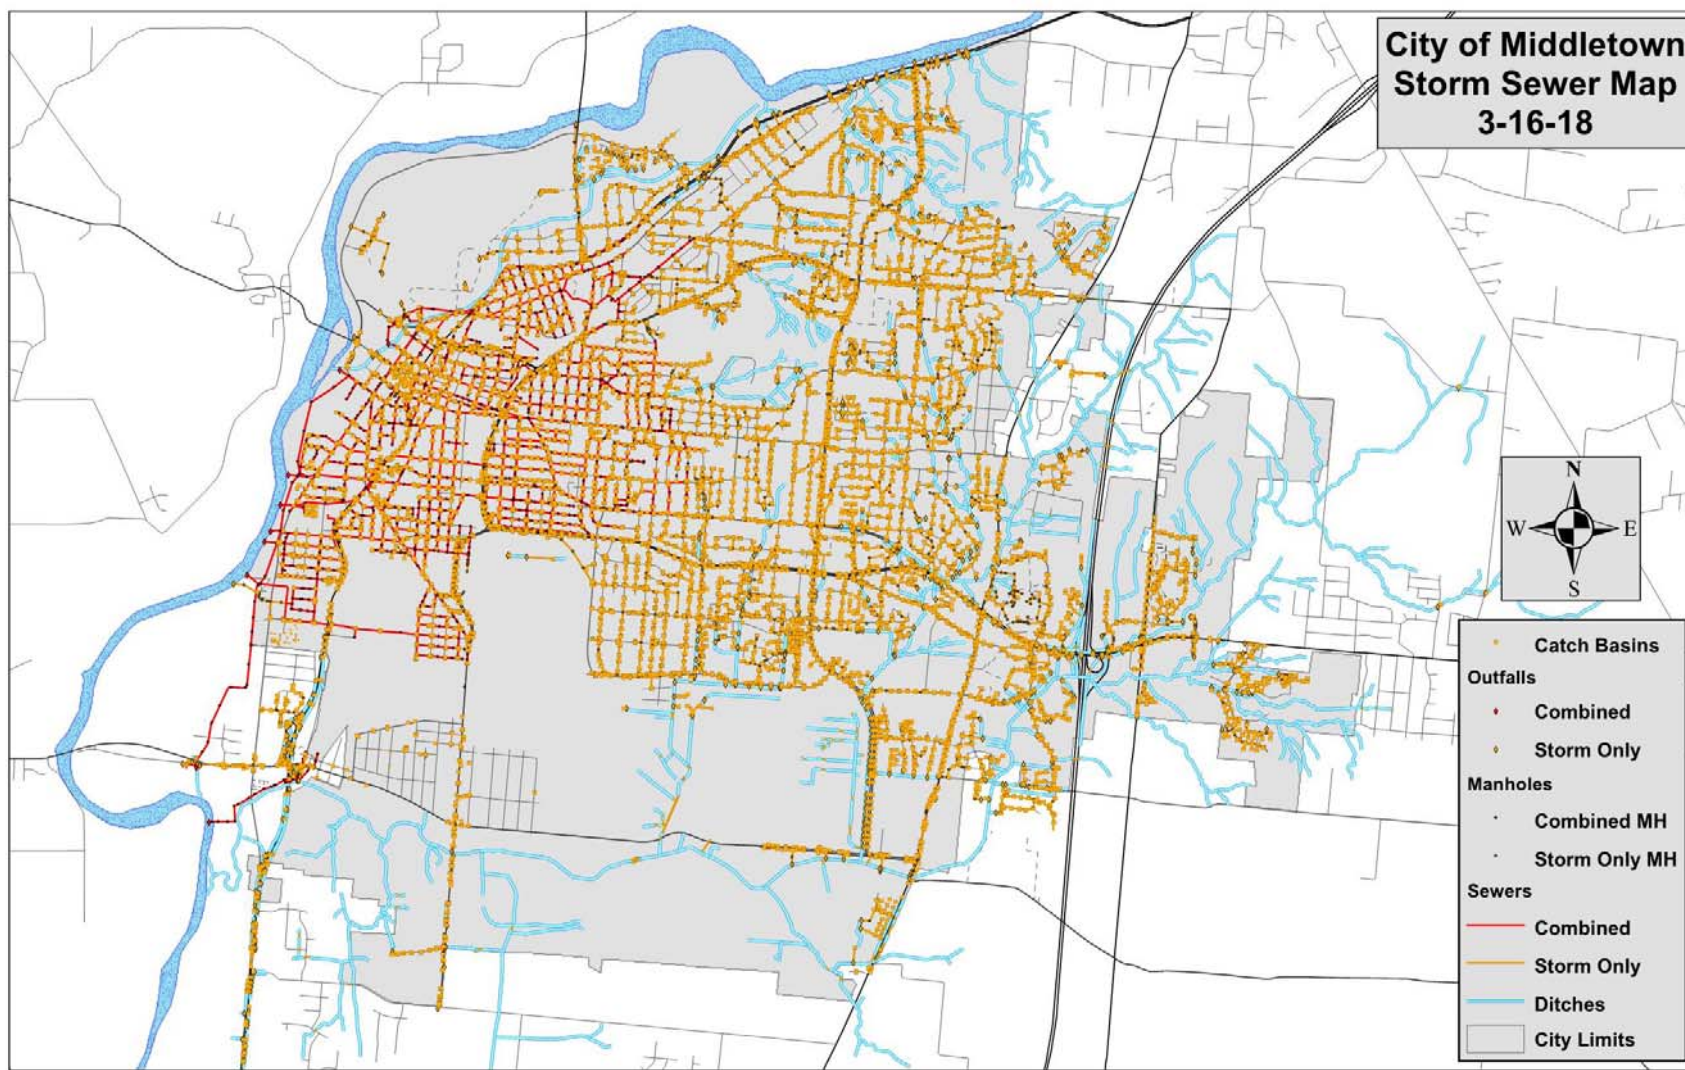 City of Middletown
Storm Sewer Map
3-16-18
N
W
E
S
Catch Basins
Outfalls
Combined
Storm Only
Manholes
Combined MH
Storm Only MH
Sewers
Combined
Storm Only
Ditches
City Limits